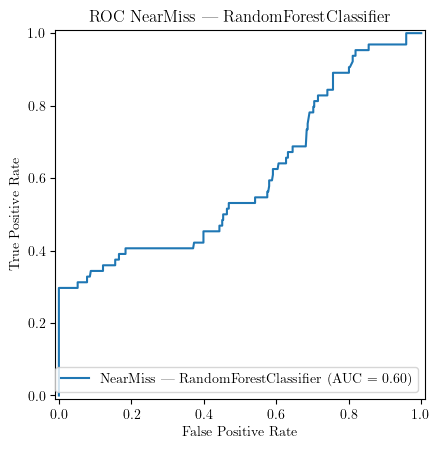 ROC NearMiss — RandomForestClassifier
True Positive Rate
1.0
0.8
0.6
0.4
0.2
0.0
NearMiss — RandomForestClassifier (AUC = 0.60)
0.0 0.2 0.4 0.6 0.8 1.0
False Positive Rate